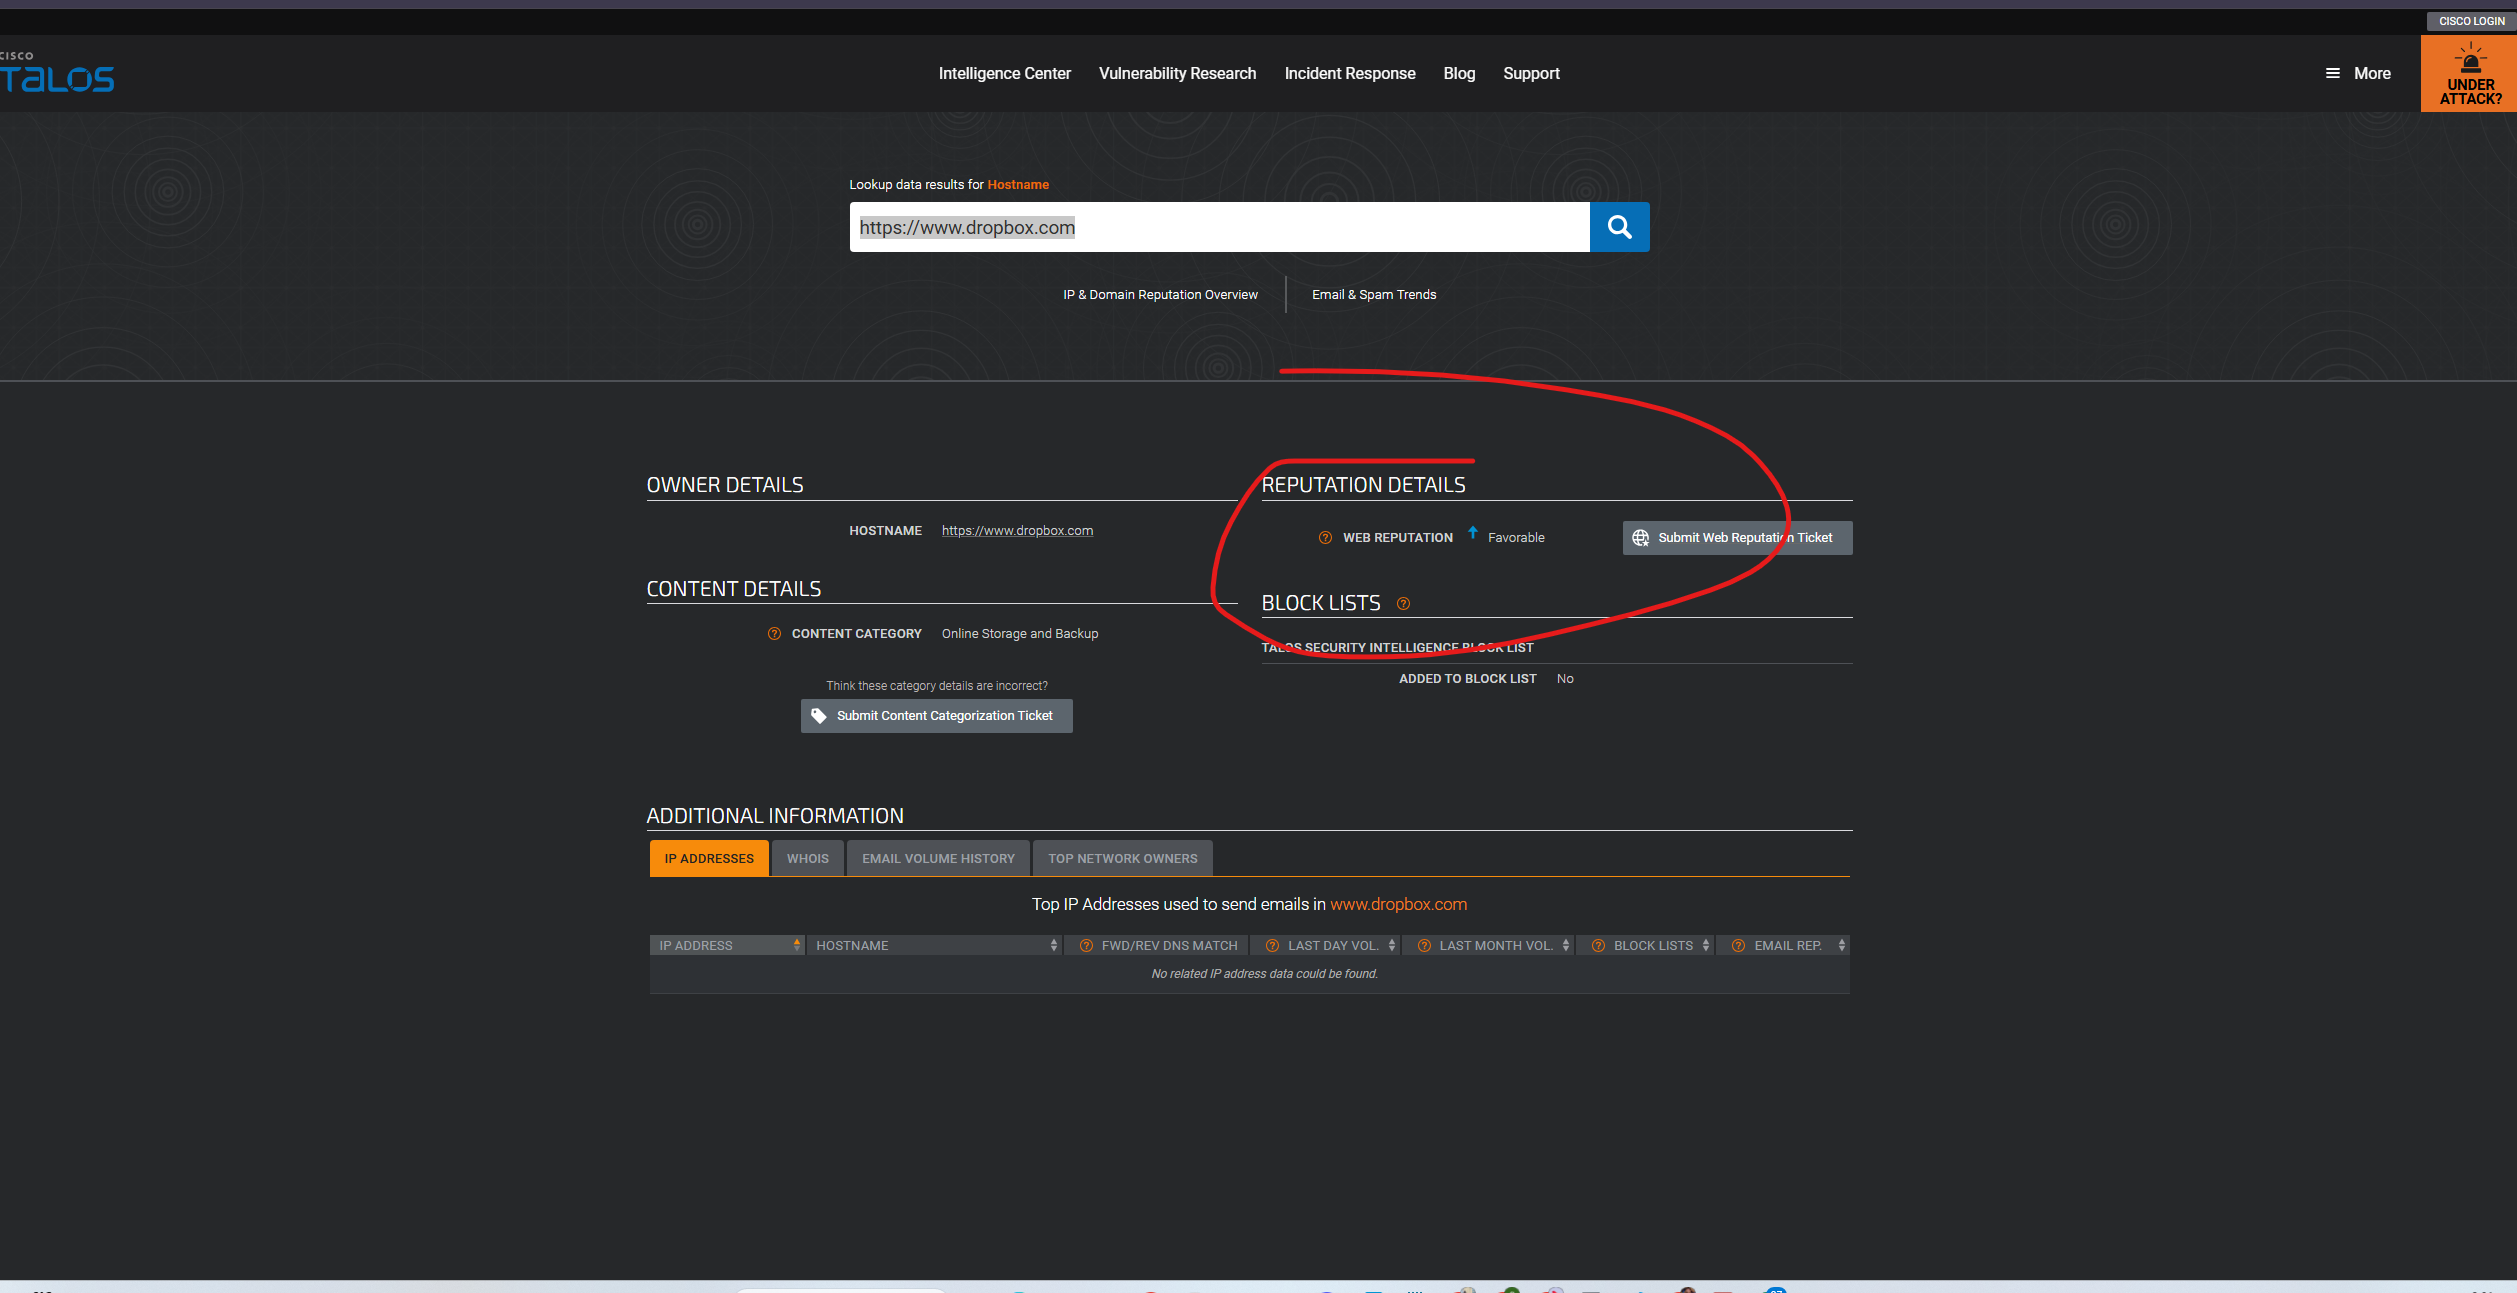 CISCO LOGIN
CISCO
TALOS
Intelligence Center Vulnerability Research Incident Response Blog Support
More
UNDER
ATTACK?
Lookup data results for Hostname
https://www.dropbox.com
IP & Domain Reputation Overview Email & Spam Trends
OWNER DETAILS
HOSTNAME https://www.dropbox.com
CONTENT DETAILS
CONTENT CATEGORY Online Storage and Backup
Think these category details are incorrect?
Submit Content Categorization Ticket
REPUTATION DETAILS
WEB REPUTATION Favorable
Submit Web Reputation Ticket
BLOCK LISTS
TALOS SECURITY INTELLIGENCE BLOCK LIST
ADDED TO BLOCK LIST No
ADDITIONAL INFORMATION
IP ADDRESSES WHOIS EMAIL VOLUME HISTORY TOP NETWORK OWNERS
Top IP Addresses used to send emails in www.dropbox.com
IP ADDRESS HOSTNAME FWD/REV DNS MATCH LAST DAY VOL. LAST MONTH VOL. BLOCK LISTS EMAIL REP.
No related IP address data could be found.